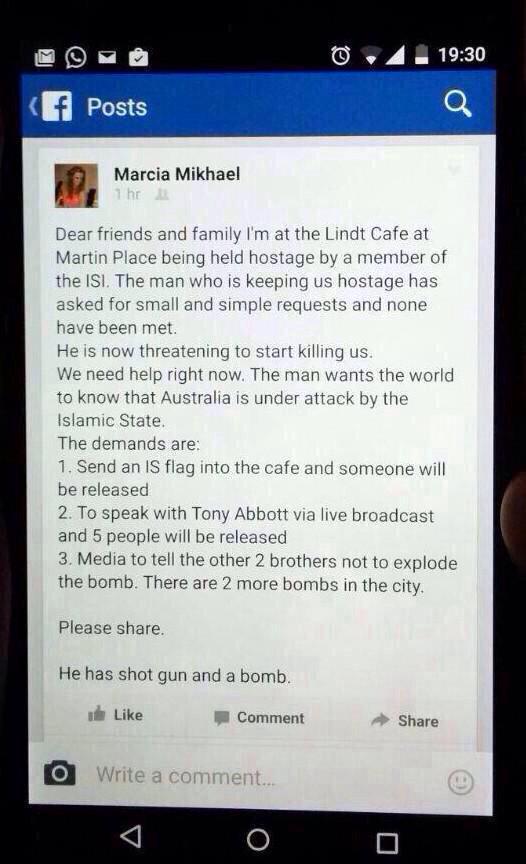 19:30
Posts
Marcia Mikhael
1 hr
Dear friends and family I'm at the Lindt Cafe at
Martin Place being held hostage by a member of
the ISI. The man who is keeping us hostage has
asked for small and simple requests and none
have been met.
He is now threatening to start killing us.
We need help right now. The man wants the world
to know that Australia is under attack by the
Islamic State.
The demands are:
1. Send an IS flag into the cafe and someone will
be released
2. To speak with Tony Abbott via live broadcast
and 5 people will be released
3. Media to tell the other 2 brothers not to explode
the bomb. There are 2 more bombs in the city.
Please share.
He has shot gun and a bomb.
Like Comment Share
Write a comment...